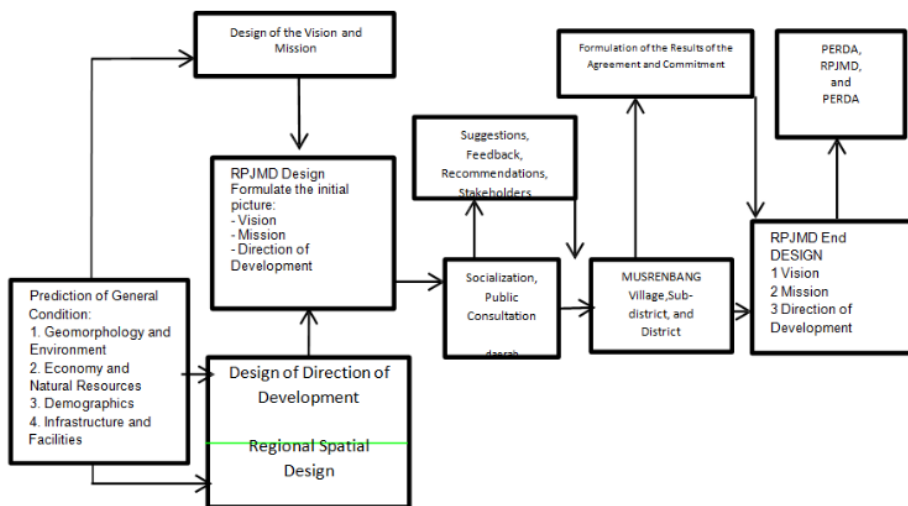 Design of the Vision and
Mission
Formulation of the Results of the
Agreement and Commitment
PERDA,
RPJMD,
and
PERDA
Suggestions,
Feedback,
Recommendations,
Stakeholders
RPJMD Design
Formulate the initial
picture:
- Vision
- Mission
- Direction of
Development
Prediction of General
Condition:
1. Geomorphology and
Environment
2. Economy and
Natural Resources
3. Demographics
4. Infrastructure and
Facilities
Design of Direction of
Development
Regional Spatial
Design
Socialization,
Public
Consultation
daerah
MUSRENBANG
Village,Sub-
district, and
District
RPJMD End
DESIGN
1 Vision
2 Mission
3 Direction of
Development